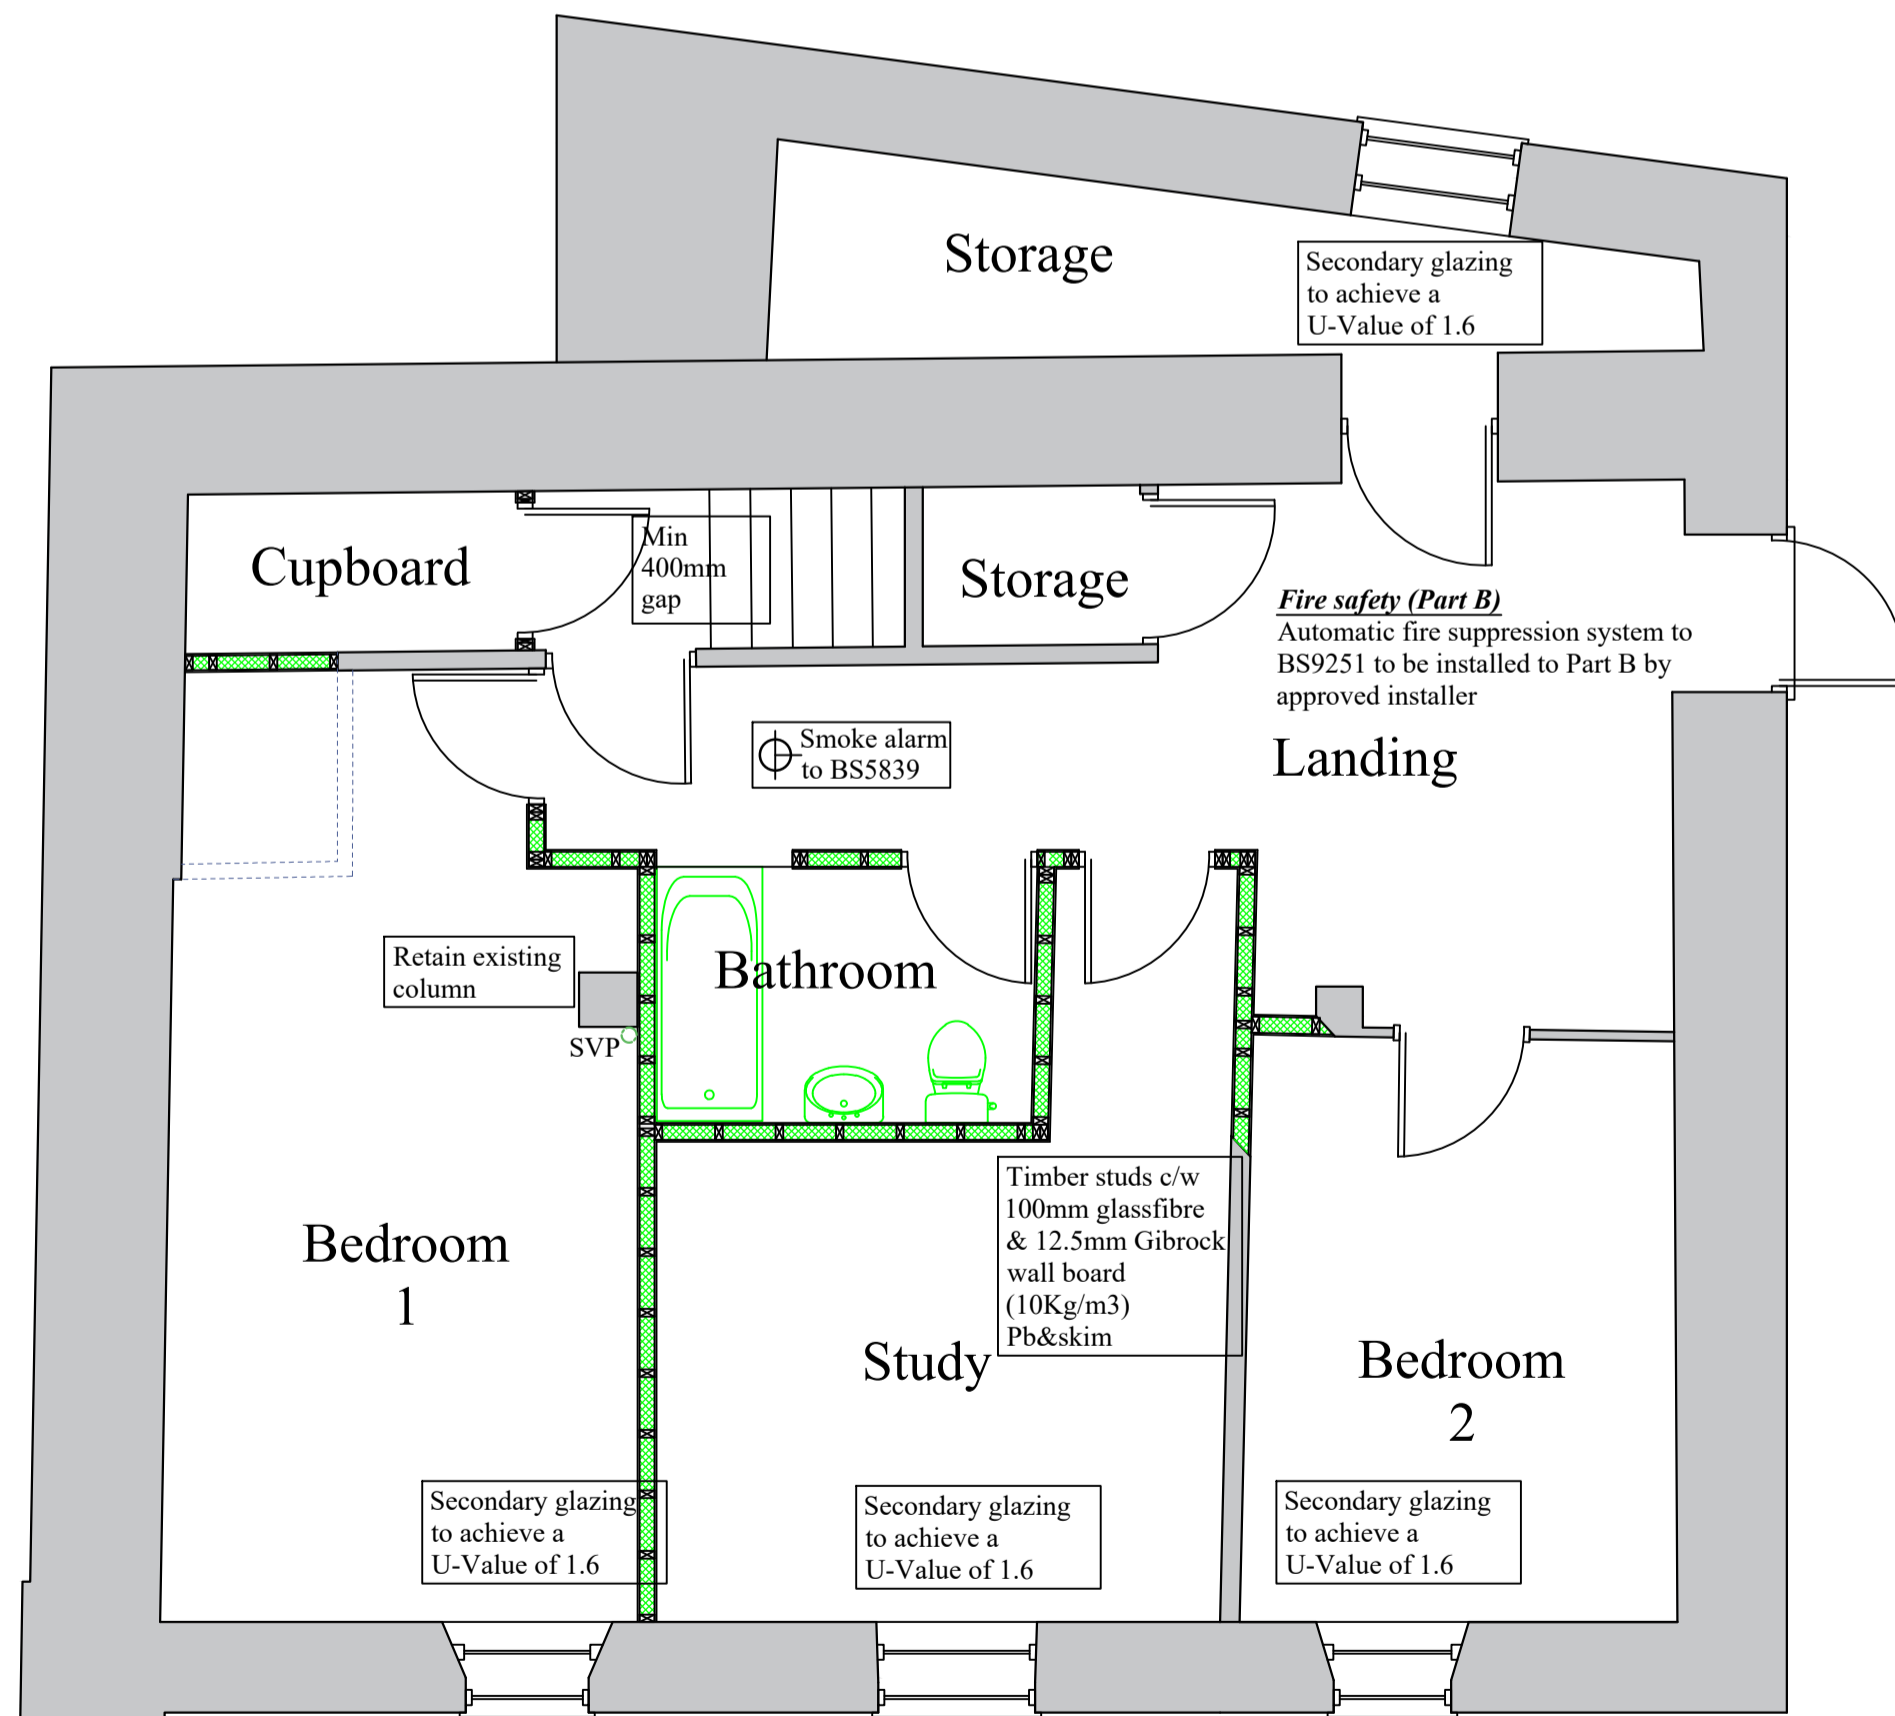 Storage
Secondary glazing
to achieve a
U-Value of 1.6
Cupboard
Min
400mm
gap
Storage
Fire safety (Part B)
Automatic fire suppression system to
BS9251 to be installed to Part B by
approved installer
Smoke alarm
to BS5839
Landing
Retain existing
column
SVP
Bathroom
Timber studs c/w
100mm glassfibre
& 12.5mm Gibrock
wall board
(10Kg/m3)
Pb&skim
Bedroom
1
Study
Bedroom
2
Secondary glazing
to achieve a
U-Value of 1.6
Secondary glazing
to achieve a
U-Value of 1.6
Secondary glazing
to achieve a
U-Value of 1.6